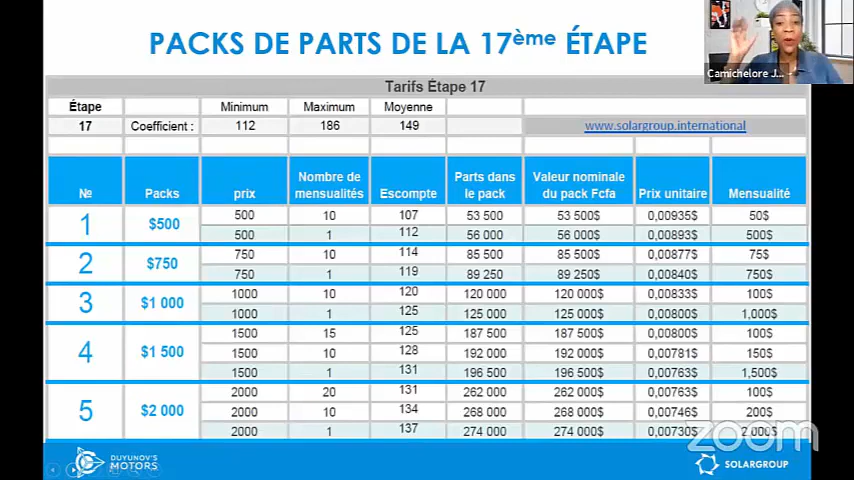 PACKS DE PARTS DE LA 17ème ÉTAPE
Camichelore J...
Tarifs Étape 17
Étape Minimum Maximum Moyenne
17 Coefficient : 112 186 149 www.solargroup.international
№ Packs prix Nombre de mensualités Escompte Parts dans le pack Valeur nominale du pack Fcfa Prix unitaire Mensualité
1 $500 500 10 107 53 500 53 500$ 0,00935$ 50$
500 1 112 56 000 56 000$ 0,00893$ 500$
2 $750 750 10 114 85 500 85 500$ 0,00877$ 75$
750 1 119 89 250 89 250$ 0,00840$ 750$
3 $1 000 1000 10 120 120 000 120 000$ 0,00833$ 100$
1000 1 125 125 000 125 000$ 0,00800$ 1,000$
4 $1 500 1500 15 125 187 500 187 500$ 0,00800$ 100$
1500 10 128 192 000 192 000$ 0,00781$ 150$
1500 1 131 196 500 196 500$ 0,00763$ 1,500$
5 $2 000 2000 20 131 262 000 262 000$ 0,00763$ 100$
2000 10 134 268 000 268 000$ 0,00746$ 200$
2000 1 137 274 000 274 000$ 0,00730$ 2,000$
zoom
DUYUNOV'S
MOTORS
SOLARGROUP